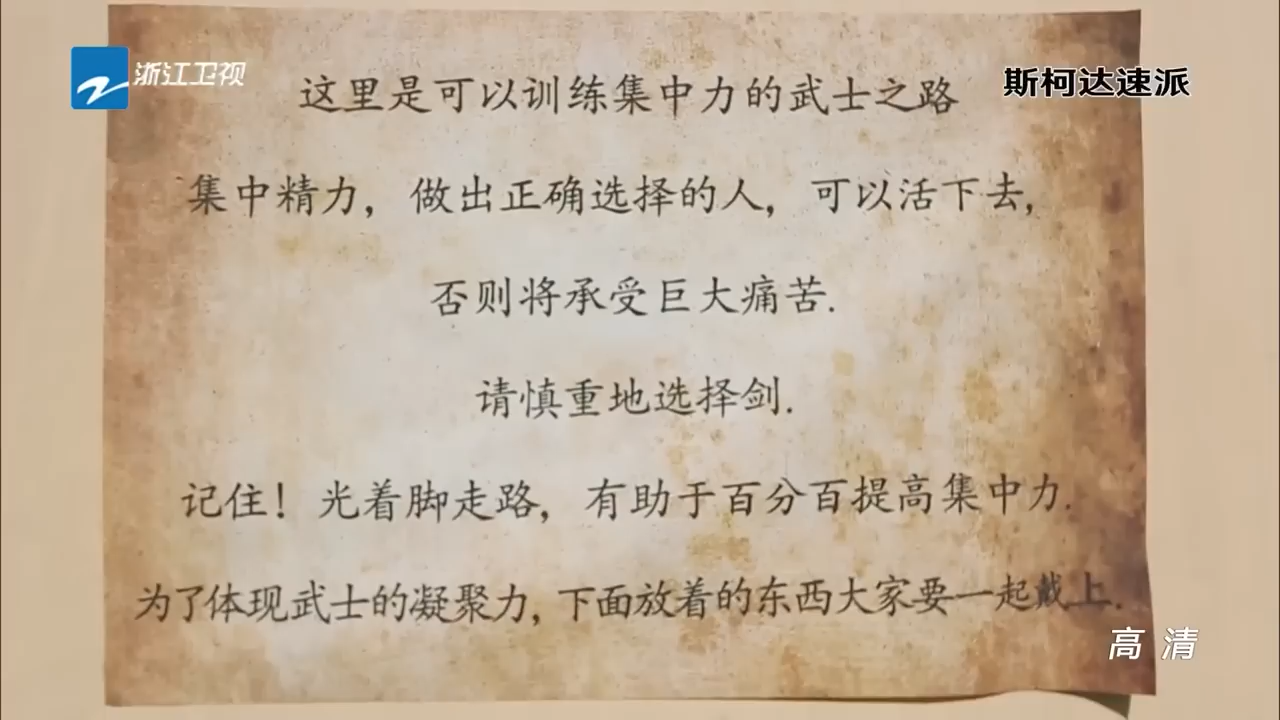 浙江卫视
斯柯达速派
这里是可以训练集中力的武士之路
集中精力，做出正确选择的人，可以活下去，
否则将承受巨大痛苦.
请慎重地选择剑.
记住！光着脚走路，有助于百分百提高集中力.
为了体现武士的凝聚力，下面放着的东西大家要一起戴上.
高清